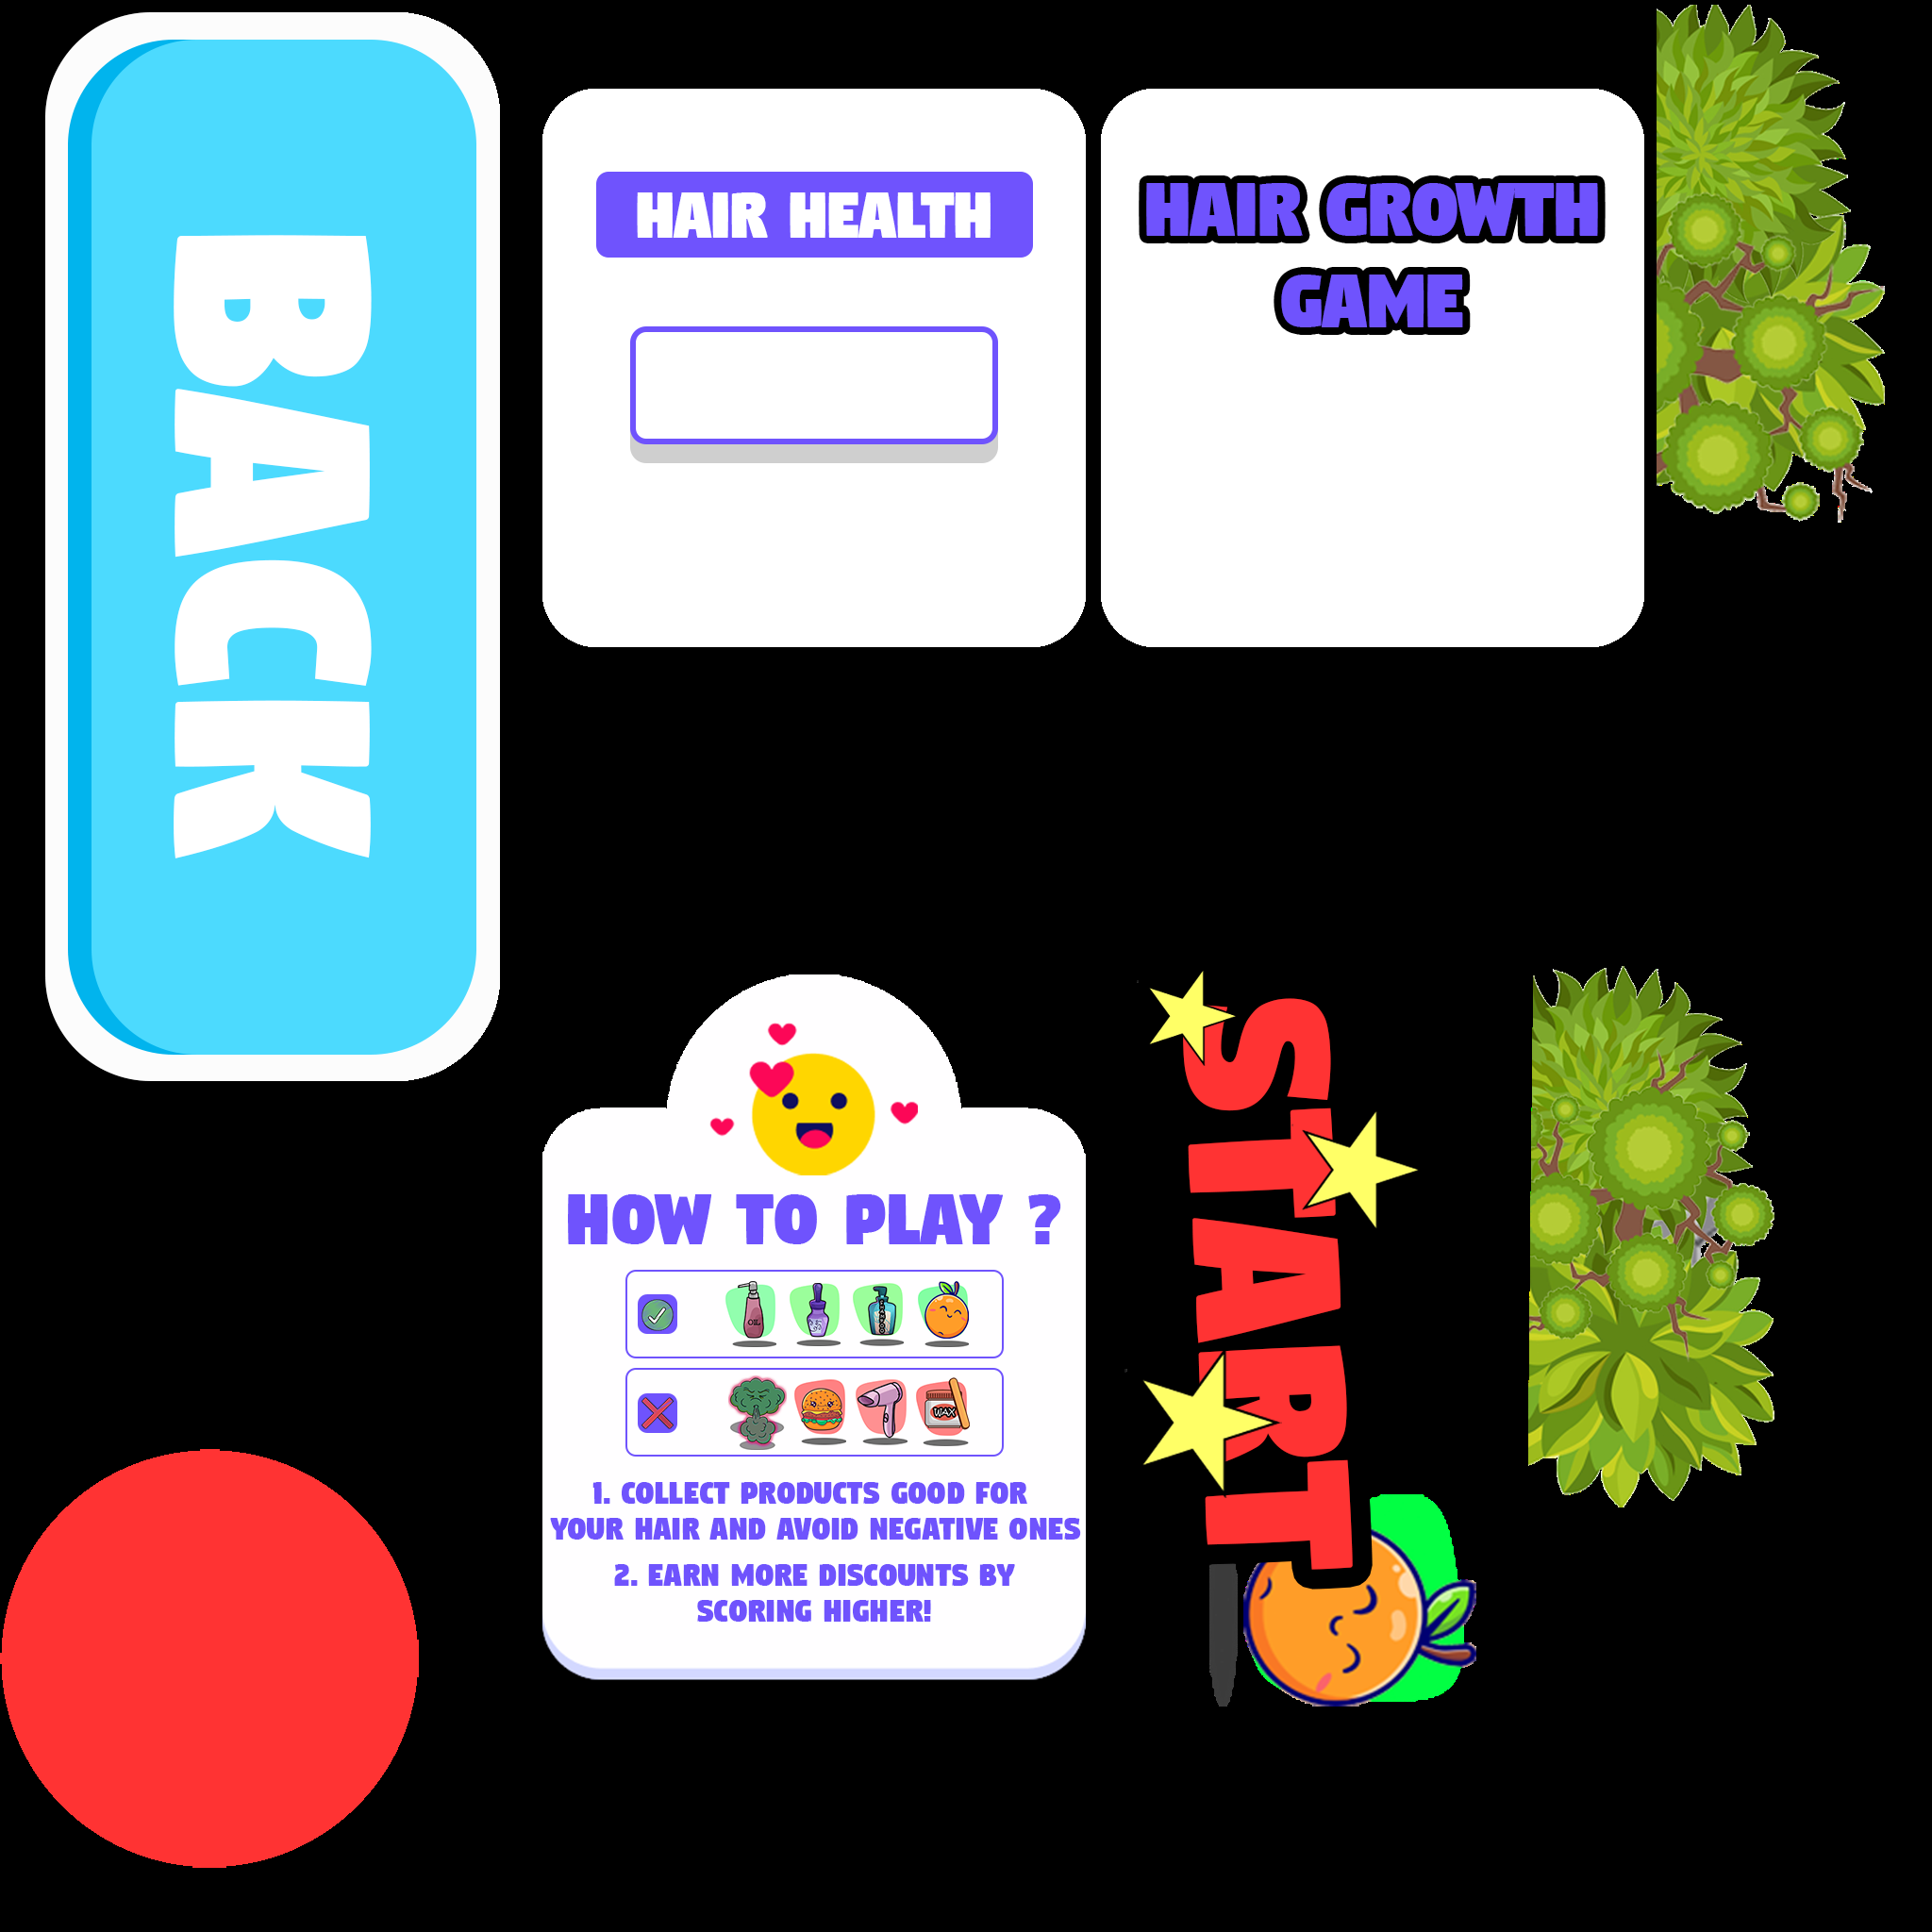 BACK
HAIR HEALTH
HAIR GROWTH
GAME
HOW TO PLAY ?
OIL
WAX
1. COLLECT PRODUCTS GOOD FOR
YOUR HAIR AND AVOID NEGATIVE ONES
2. EARN MORE DISCOUNTS BY
SCORING HIGHER!
START